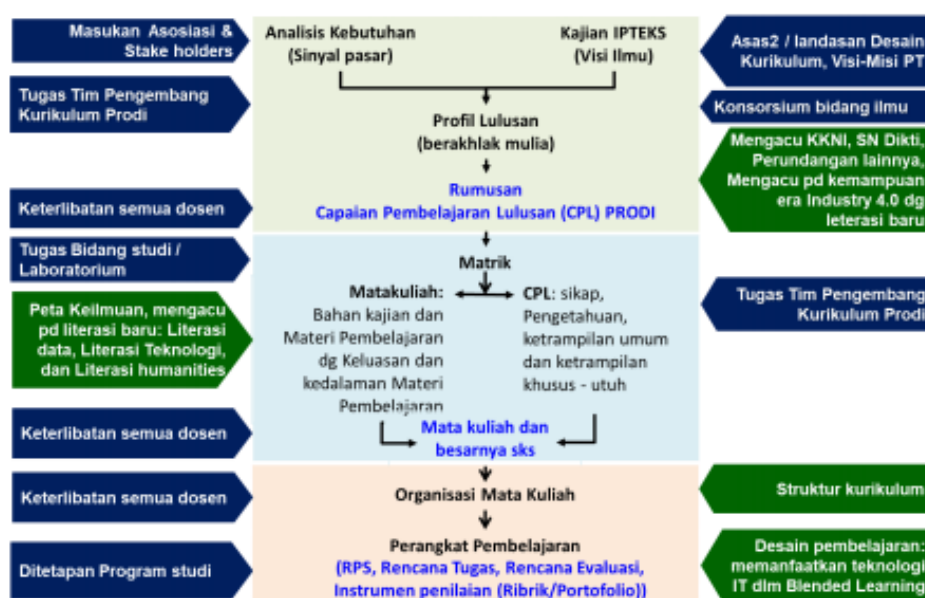 Masukan Asosiasi &
Stake holders
Tugas Tim Pengembang
Kurikulum Prodi
Keterlibatan semua dosen
Tugas Bidang studi /
Laboratorium
Peta Keilmuan, mengacu
pd literasi baru: Literasi
data, Literasi Teknologi,
dan Literasi humanities
Keterlibatan semua dosen
Keterlibatan semua dosen
Ditetapan Program studi
Analisis Kebutuhan
(Sinyal pasar)
Kajian IPTEKS
(Visi Ilmu)
Profil Lulusan
(berakhlak mulia)
Rumusan
Capaian Pembelajaran Lulusan (CPL) PRODI
Matrik
Matakuliah:
Bahan kajian dan
Materi Pembelajaran
dg Keluasan dan
kedalaman Materi
Pembelajaran
CPL: sikap,
Pengetahuan,
ketrampilan umum
dan ketrampilan
khusus - utuh
Mata kuliah dan
besarnya sks
Organisasi Mata Kuliah
Perangkat Pembelajaran
(RPS, Rencana Tugas, Rencana Evaluasi,
Instrumen penilaian (Ribrik/Portofolio))
Asas2 / landasan Desain
Kurikulum, Visi-Misi PT
Konsorsium bidang ilmu
Mengacu KKNI, SN Dikti,
Perundangan lainnya,
Mengacu pd kemampuan
era Industry 4.0 dg
leterasi baru
Tugas Tim Pengembang
Kurikulum Prodi
Struktur kurikulum
Desain pembelajaran:
memanfaatkan teknologi
IT dlm Blended Learning